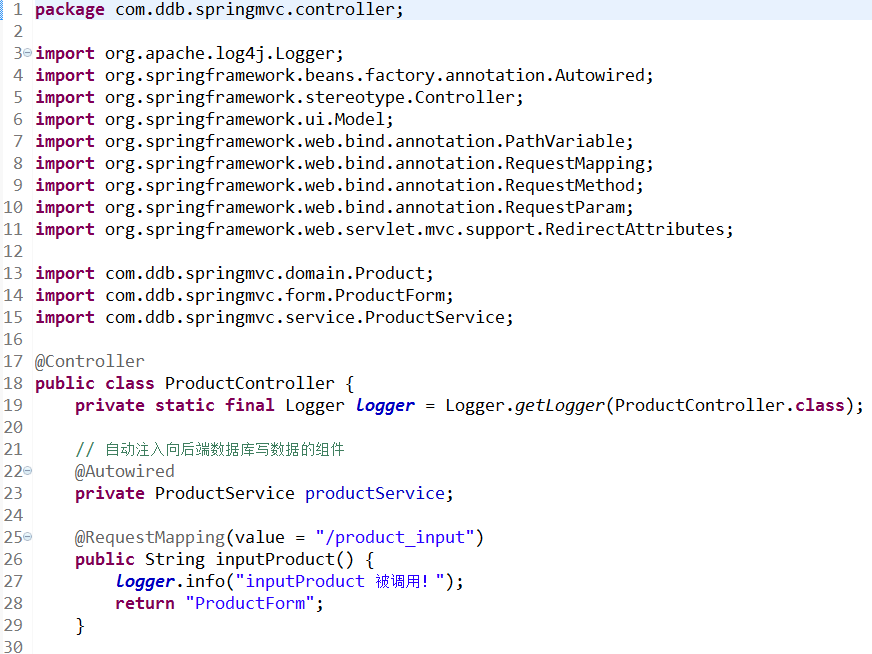 1 package com.ddb.springmvc.controller;
2
3 import org.apache.log4j.Logger;
4 import org.springframework.beans.factory.annotation.Autowired;
5 import org.springframework.stereotype.Controller;
6 import org.springframework.ui.Model;
7 import org.springframework.web.bind.annotation.PathVariable;
8 import org.springframework.web.bind.annotation.RequestMapping;
9 import org.springframework.web.bind.annotation.RequestMethod;
10 import org.springframework.web.bind.annotation.RequestParam;
11 import org.springframework.web.servlet.mvc.support.RedirectAttributes;
12
13 import com.ddb.springmvc.domain.Product;
14 import com.ddb.springmvc.form.ProductForm;
15 import com.ddb.springmvc.service.ProductService;
16
17 @Controller
18 public class ProductController {
19     private static final Logger logger = Logger.getLogger(ProductController.class);
20
21     // 自动注入向后端数据库写数据的组件
22     @Autowired
23     private ProductService productService;
24
25     @RequestMapping(value = "/product_input")
26     public String inputProduct() {
27         logger.info("inputProduct 被调用！");
28         return "ProductForm";
29     }
30